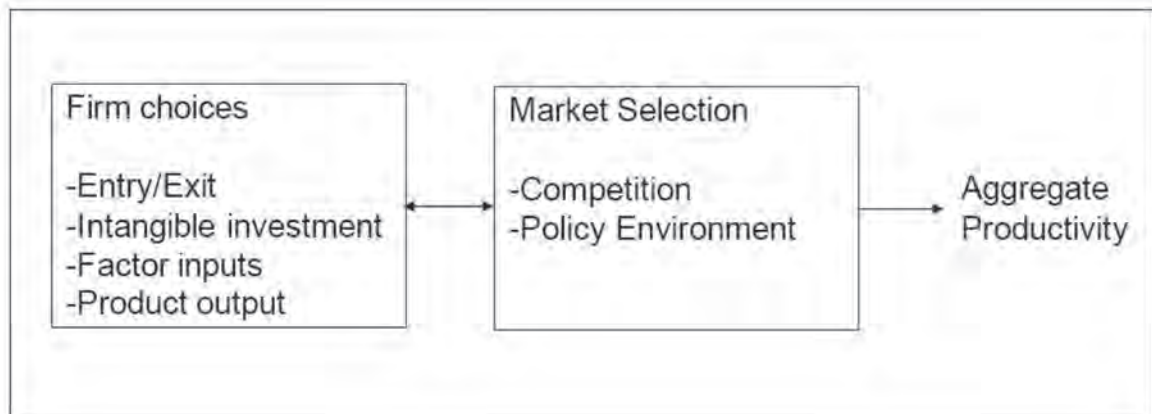 Firm choices
-Entry/Exit
-Intangible investment
-Factor inputs
-Product output
Market Selection
-Competition
-Policy Environment
Aggregate
Productivity